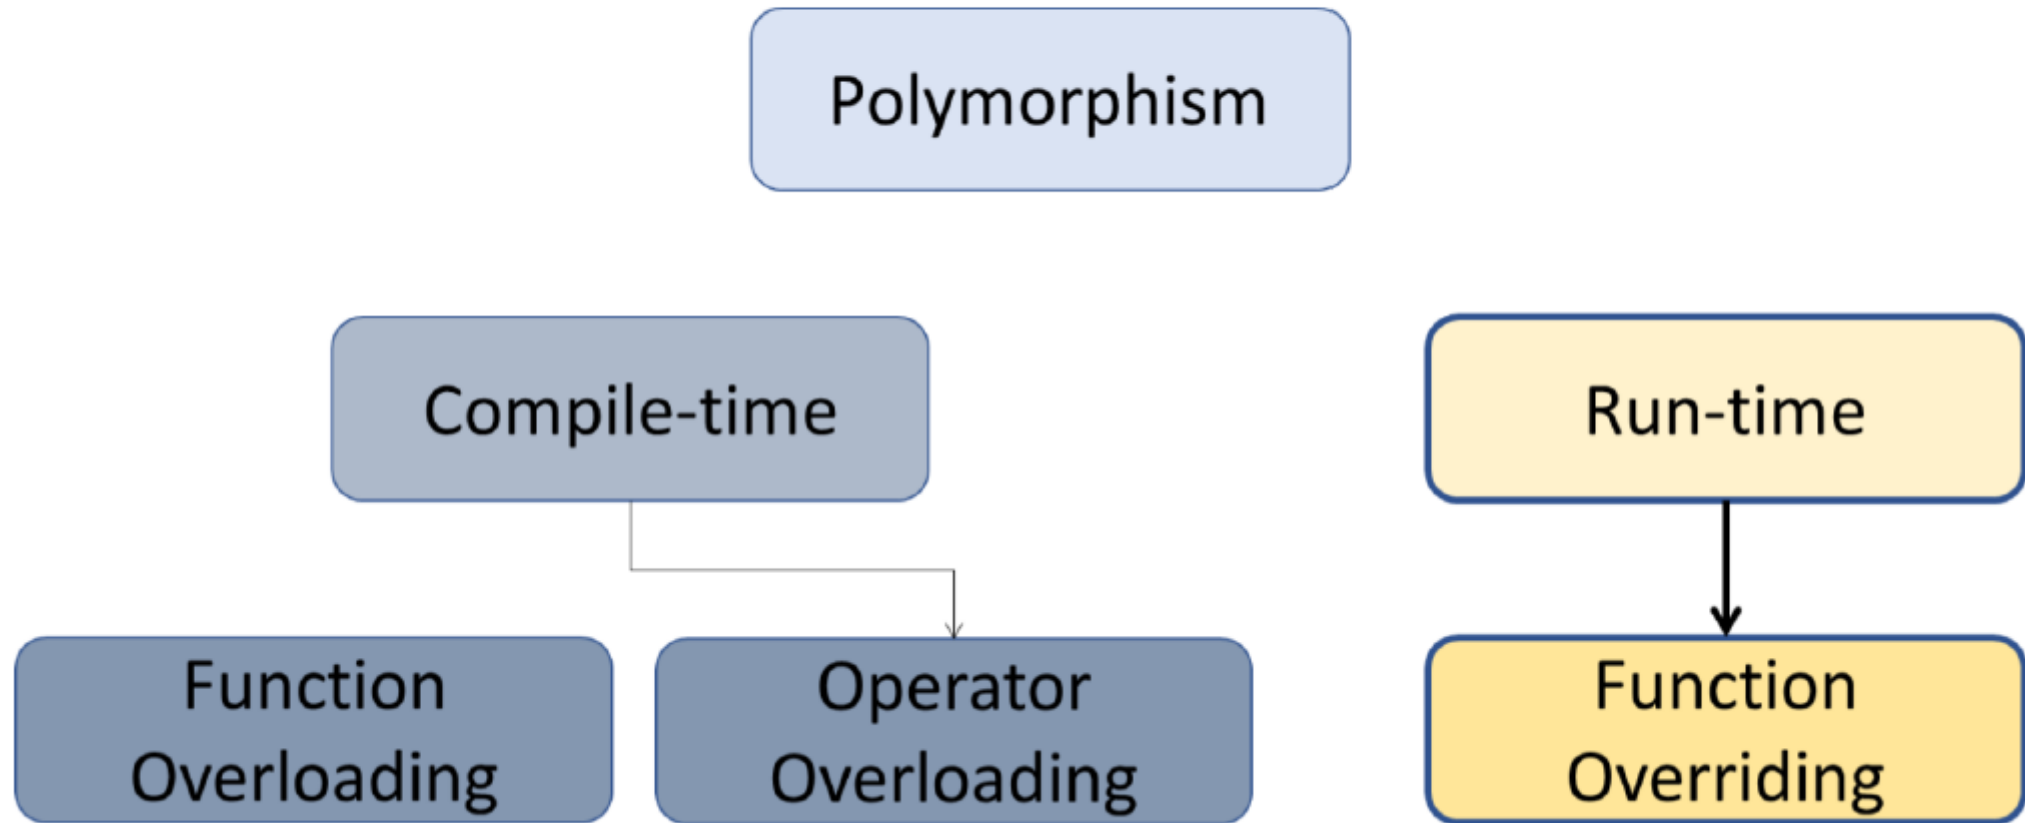 Polymorphism
Compile-time
Run-time
Function
Overloading
Operator
Overloading
Function
Overriding